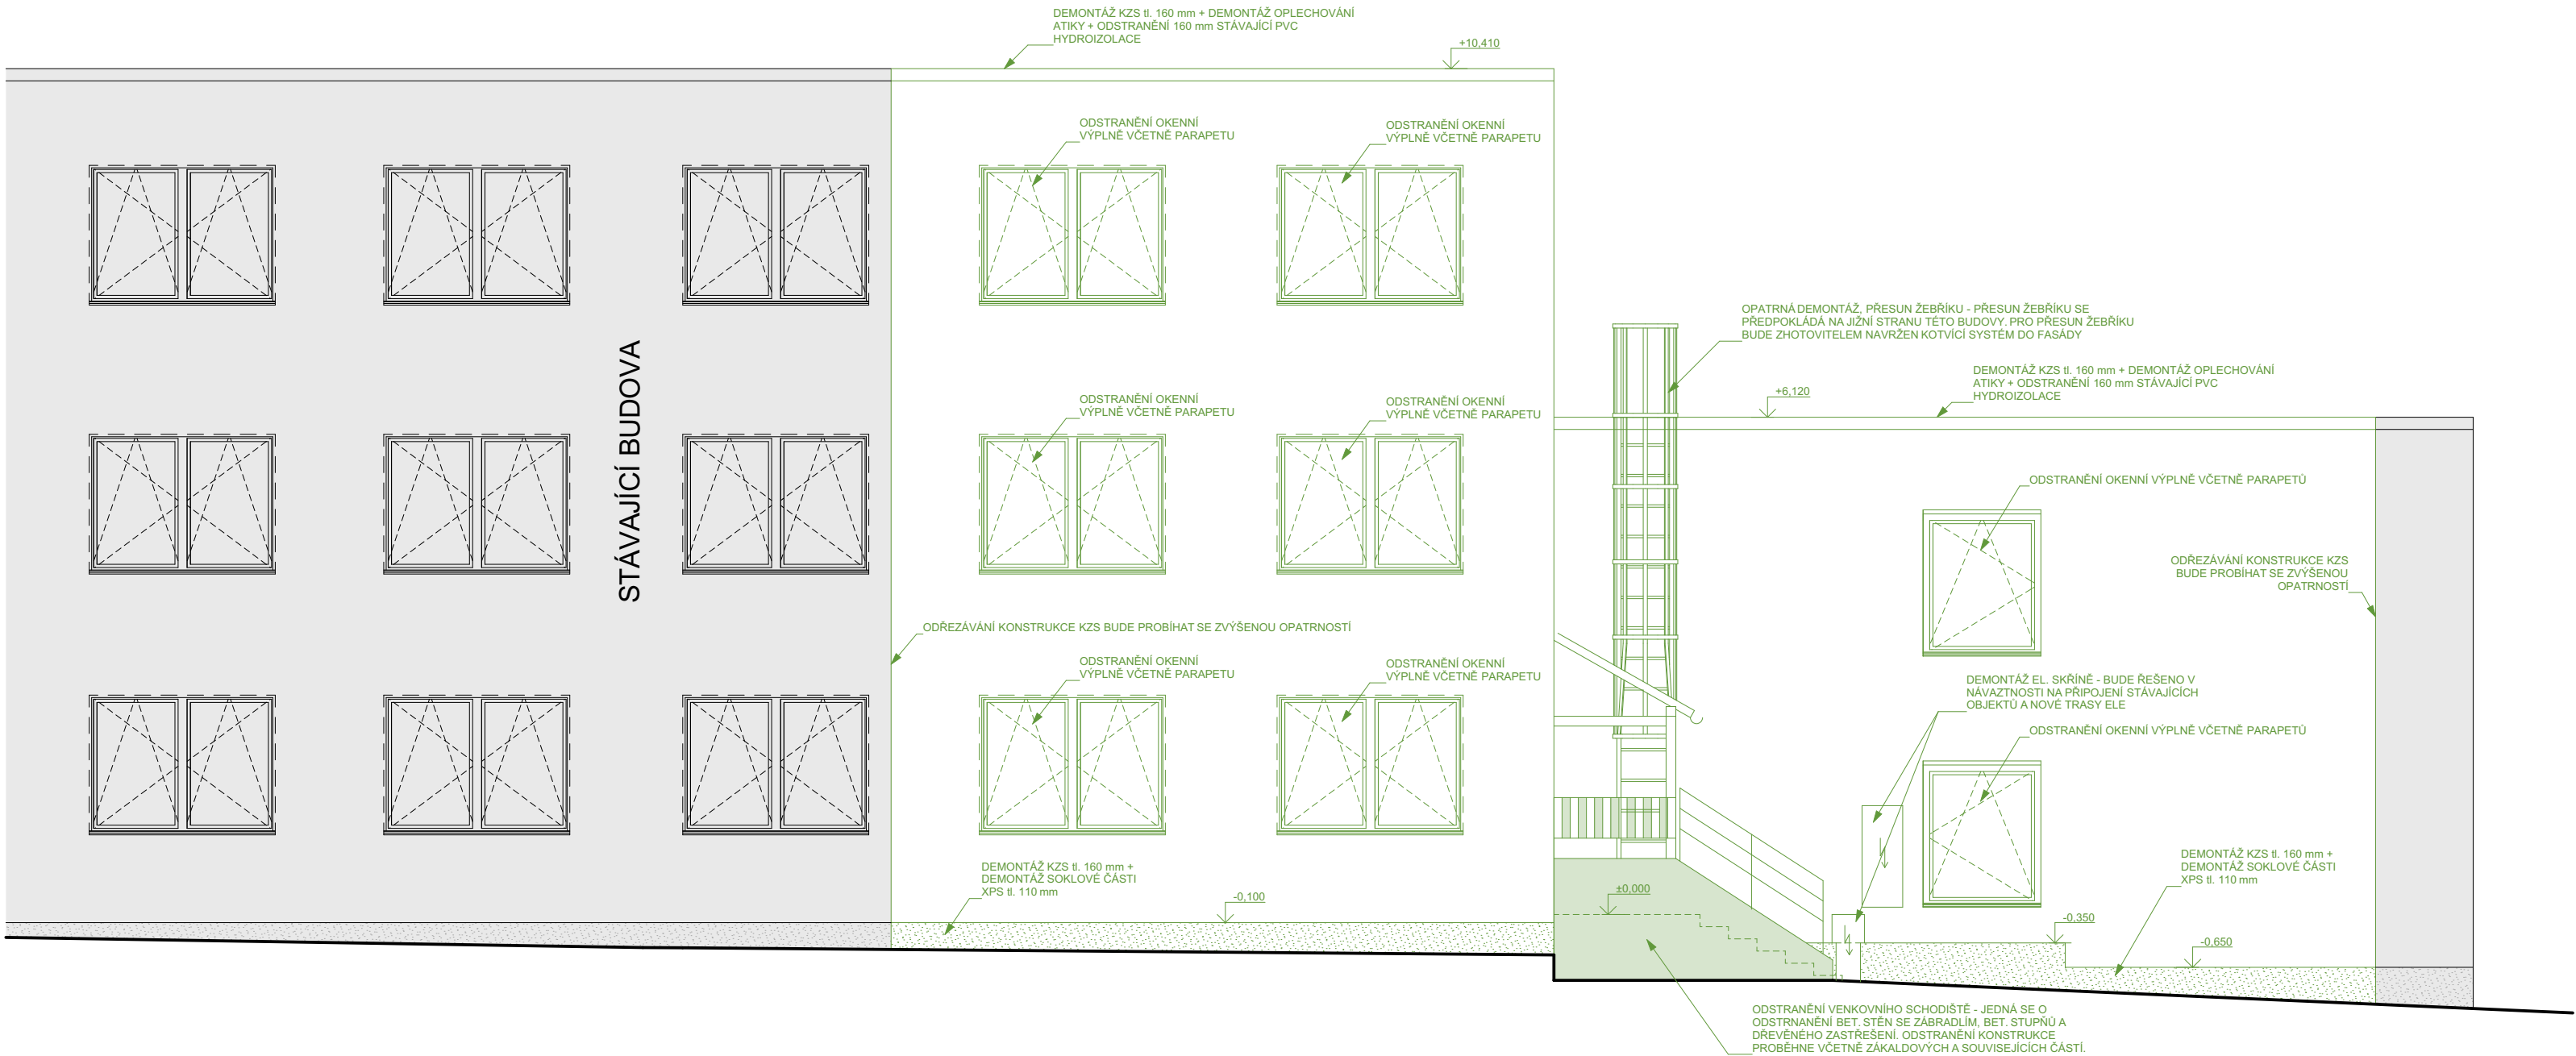 DEMONTÁŽ KZS tl. 160 mm + DEMONTÁŽ OPLECHOVÁNÍ
ATIKY + ODSTRANĚNÍ 160 mm STÁVAJÍCÍ PVC
HYDROIZOLACE
+10,410
ODSTRANĚNÍ OKENNÍ
VÝPLNĚ VČETNĚ PARAPETU
ODSTRANĚNÍ OKENNÍ
VÝPLNĚ VČETNĚ PARAPETU
OPATRNÁ DEMONTÁŽ, PŘESUN ŽEBŘÍKU - PŘESUN ŽEBŘÍKU SE
PŘEDPOKLÁDÁ NA JIŽNÍ STRANU TÉTO BUDOVY. PRO PŘESUN ŽEBŘÍKU
BUDE ZHOTOVITELEM NAVRŽEN KOTVÍCÍ SYSTÉM DO FASÁDY
STÁVAJÍCÍ BUDOVA
DEMONTÁŽ KZS tl. 160 mm + DEMONTÁŽ OPLECHOVÁNÍ
ATIKY + ODSTRANĚNÍ 160 mm STÁVAJÍCÍ PVC
HYDROIZOLACE
+6,120
ODSTRANĚNÍ OKENNÍ
VÝPLNĚ VČETNĚ PARAPETU
ODSTRANĚNÍ OKENNÍ
VÝPLNĚ VČETNĚ PARAPETU
ODSTRANĚNÍ OKENNÍ VÝPLNĚ VČETNĚ PARAPETŮ
ODŘEZÁVÁNÍ KONSTRUKCE KZS
BUDE PROBÍHAT SE ZVÝŠENOU
OPATRNOSTÍ
ODŘEZÁVÁNÍ KONSTRUKCE KZS BUDE PROBÍHAT SE ZVÝŠENOU OPATRNOSTÍ
ODSTRANĚNÍ OKENNÍ
VÝPLNĚ VČETNĚ PARAPETU
ODSTRANĚNÍ OKENNÍ
VÝPLNĚ VČETNĚ PARAPETU
DEMONTÁŽ EL. SKŘÍNĚ - BUDE ŘEŠENO V
NÁVAZTNOSTI NA PŘIPOJENÍ STÁVAJÍCÍCH
OBJEKTŮ A NOVÉ TRASY ELE
ODSTRANĚNÍ OKENNÍ VÝPLNĚ VČETNĚ PARAPETŮ
DEMONTÁŽ KZS tl. 160 mm +
DEMONTÁŽ SOKLOVÉ ČÁSTI
XPS tl. 110 mm
-0,100
±0,000
DEMONTÁŽ KZS tl. 160 mm +
DEMONTÁŽ SOKLOVÉ ČÁSTI
XPS tl. 110 mm
-0,350
-0,650
ODSTRANĚNÍ VENKOVNÍHO SCHODIŠTĚ - JEDNÁ SE O
ODSTRNANĚNÍ BET. STĚN SE ZÁBRADLÍM, BET. STUPŇŮ A
DŘEVĚNÉHO ZASTŘEŠENÍ. ODSTRANĚNÍ KONSTRUKCE
PROBĚHNE VČETNĚ ZÁKALDOVÝCH A SOUVISEJÍCÍCH ČÁSTÍ.